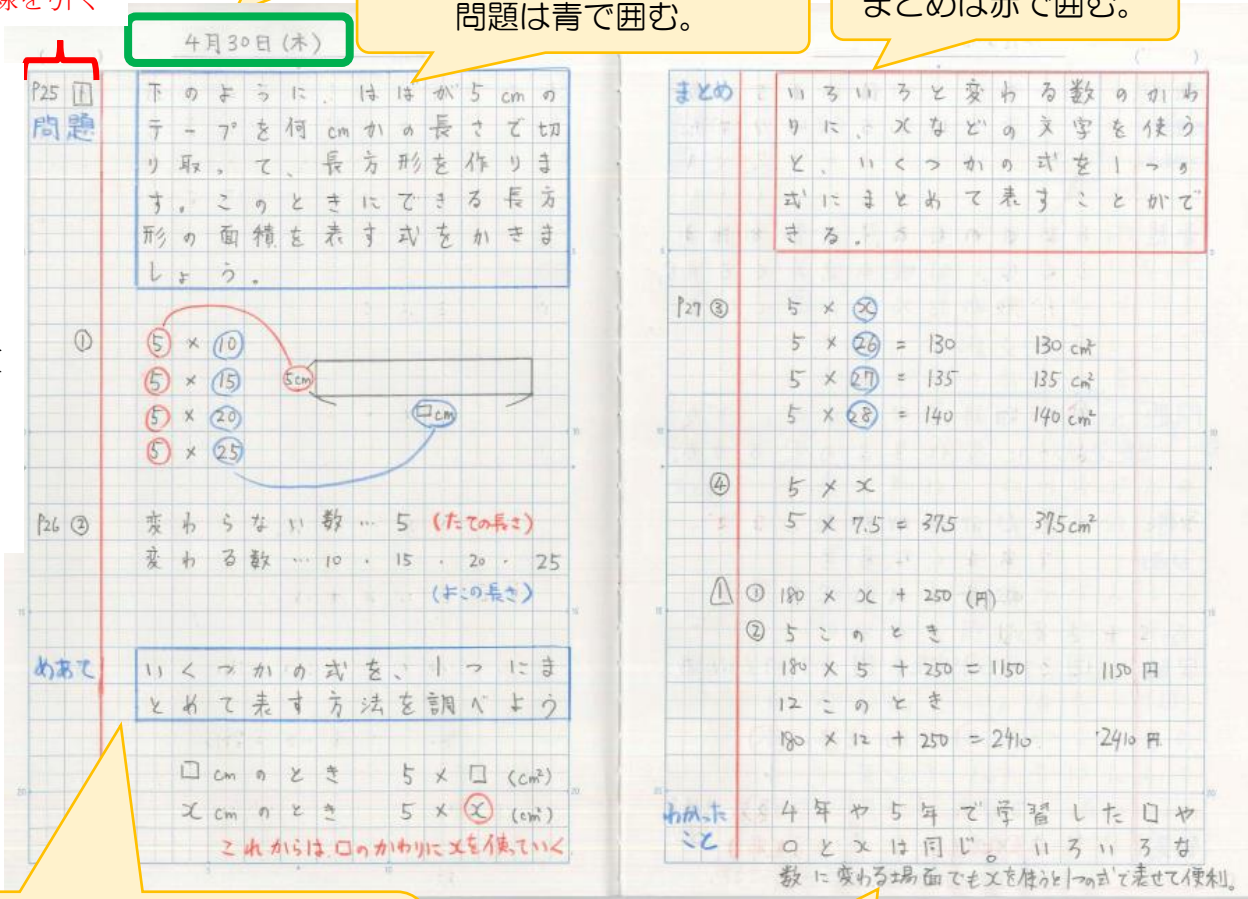 線を引く
問題は青で囲む。
まとめは赤で囲む。
4月30日(木)
P25 下
問題
下のように、はばが5cmの
テープを何cmかの長さで切
り取って、長方形を作りま
す。このときにできる長方
形の面積を表す式をかきま
しょう。
①
5 × 10
5 × 15
5 × 20
5 × 25
5cm
□cm
P26 ②
変わらない数…5 (たての長さ)
変わる数…10・15・20・25
(よこの長さ)
めあて
いくつかの式を、1つにま
とめて表す方法を調べよう
□cmのとき 5×□(cm²)
xcmのとき 5×x(cm²)
これからは、□のかわりにxを使っていく
まとめ
いろいろと変わる数のかわ
りに、xなどの文字を使う
と、いくつかの式を1つの
式にまとめて表すことがで
きる。
P27 ③
5 × x
5 × 26 = 130 130cm²
5 × 27 = 135 135cm²
5 × 28 = 140 140cm²
④
5 × x
5 × 7.5 = 37.5 37.5cm²
1 ① 180 × x + 250 (円)
② 5このとき
180 × 5 + 250 = 1150 1150円
12このとき
180 × 12 + 250 = 2410 2410円
わかったこと
4年や5年で学習した□や
○とxは同じ。いろいろな
数に変わる場面でもxを使うと1つの式で表せて便利。